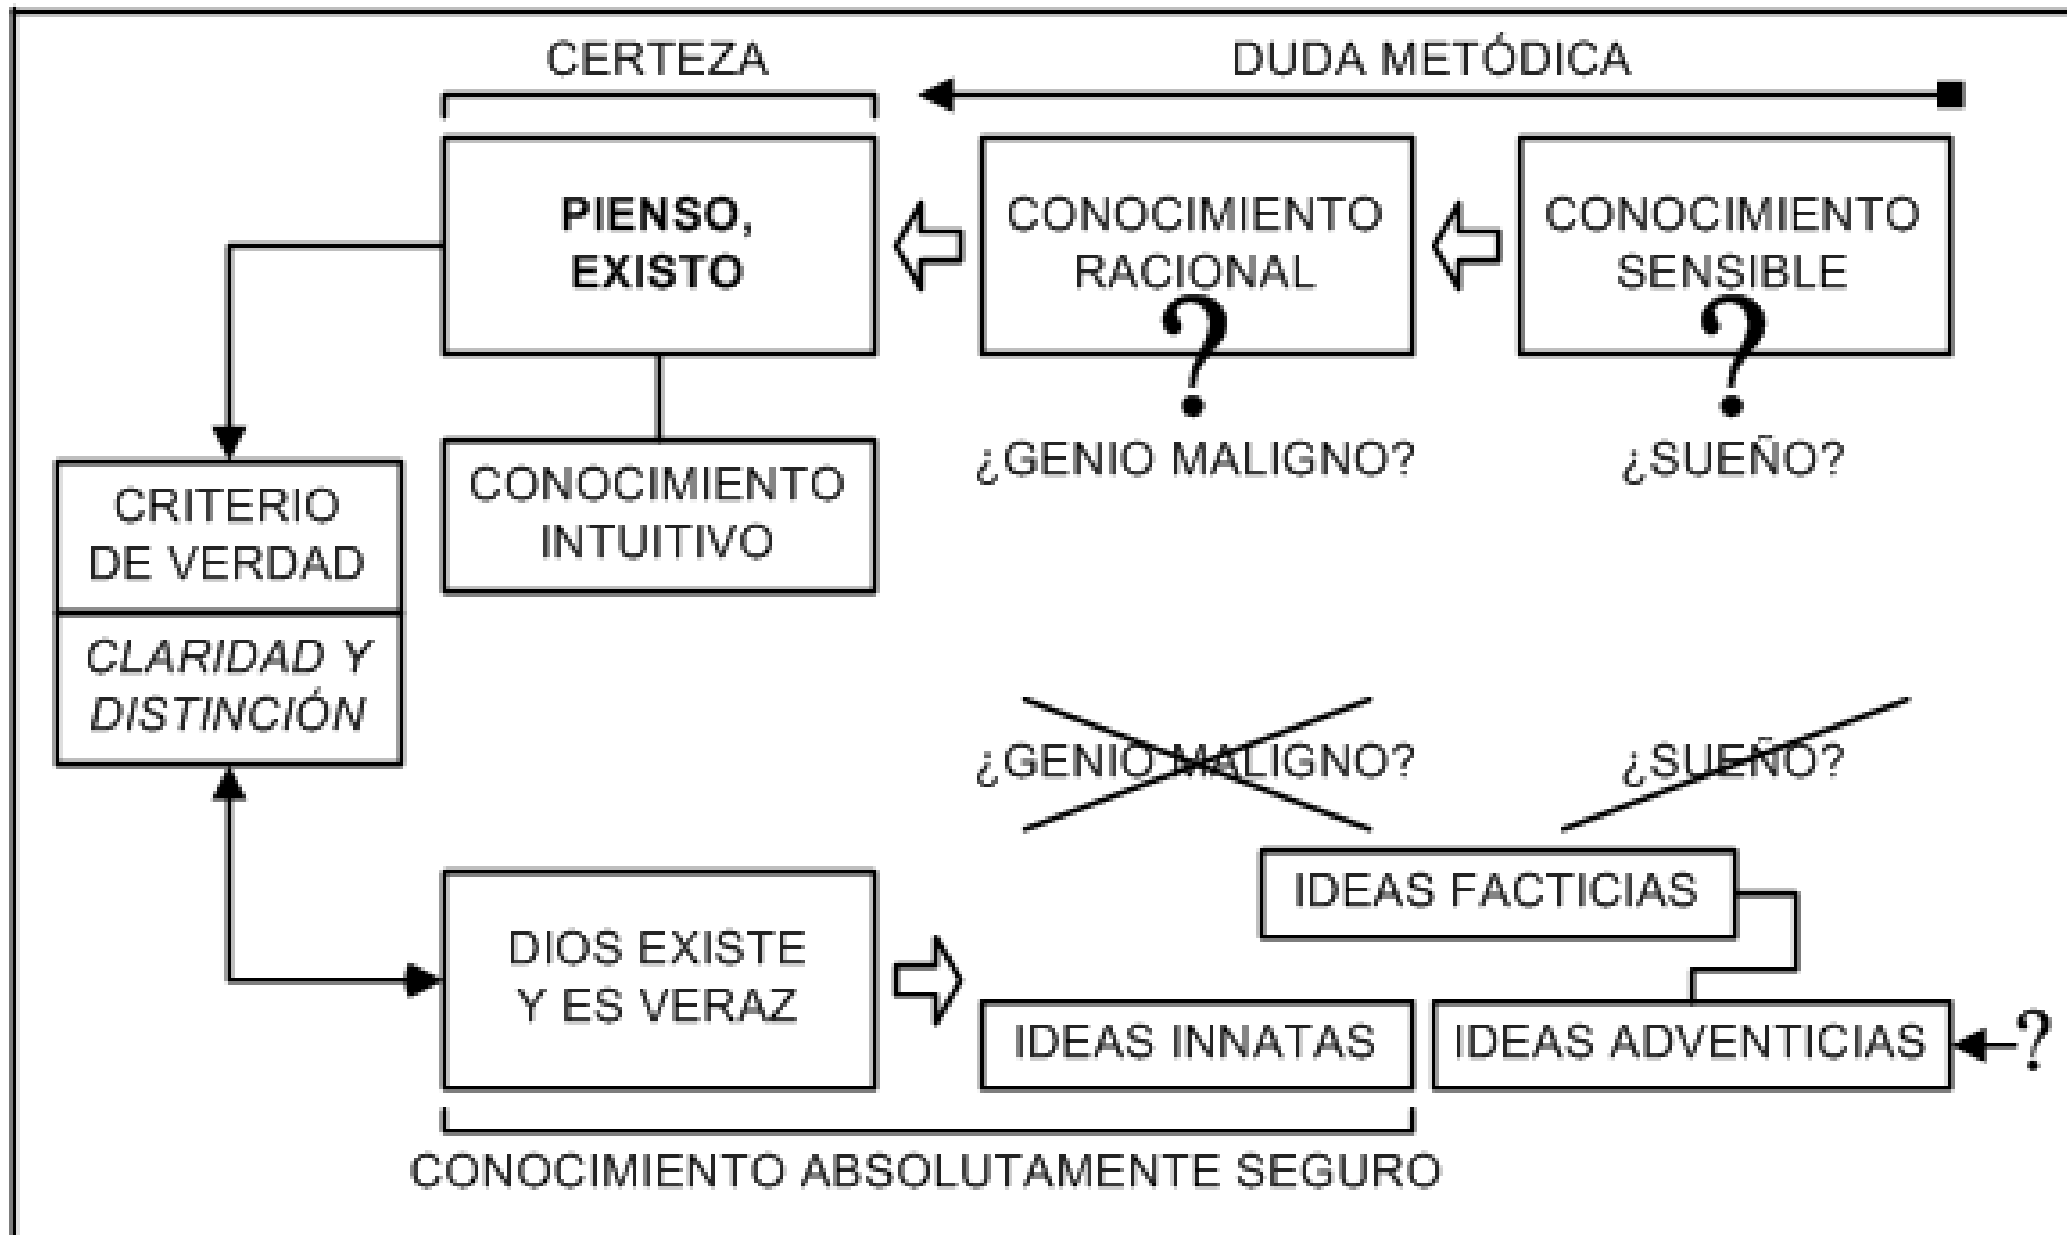 CERTEZA
DUDA METÓDICA
PIENSO,
EXISTO
CONOCIMIENTO
RACIONAL
?
CONOCIMIENTO
SENSIBLE
?
¿GENIO MALIGNO?
¿SUEÑO?
CONOCIMIENTO
INTUITIVO
CRITERIO
DE VERDAD
CLARIDAD Y
DISTINCIÓN
¿GENIO MALIGNO?
¿SUEÑO?
IDEAS FACTICIAS
DIOS EXISTE
Y ES VERAZ
IDEAS INNATAS
IDEAS ADVENTICIAS
?
CONOCIMIENTO ABSOLUTAMENTE SEGURO